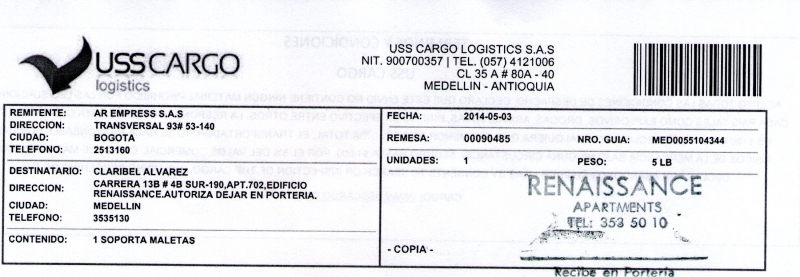 USSCARGO
logistics
USS CARGO LOGISTICS S.A.S
NIT. 900700357 | TEL. (057) 4121006
CL 35 A # 80A - 40
MEDELLIN - ANTIOQUIA
REMITENTE: AR EMPRESS S.A.S
DIRECCION: TRANSVERSAL 93# 53-140
CIUDAD: BOGOTA
TELEFONO: 2513160
FECHA: 2014-05-03
REMESA: 00090485 NRO. GUIA: MED0055104344
UNIDADES: 1 PESO: 5 LB
DESTINATARIO: CLARIBEL ALVAREZ
DIRECCION: CARRERA 13B # 4B SUR-190,APT.702,EDIFICIO
RENAISSANCE.AUTORIZA DEJAR EN PORTERIA.
CIUDAD: MEDELLIN
TELEFONO: 3535130
CONTENIDO: 1 SOPORTA MALETAS
- COPIA -
RENAISSANCE
APARTMENTS
TEL: 353 50 10
Recibe en Portería